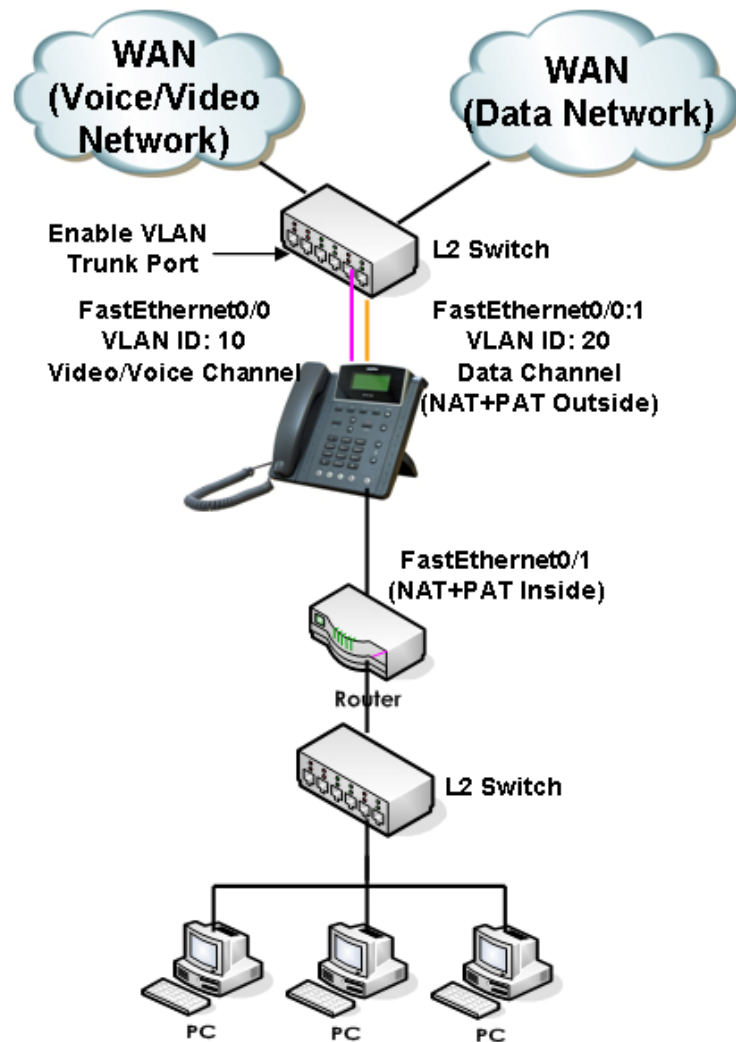 WAN
(Voice/Video
Network)
WAN
(Data Network)
Enable VLAN
Trunk Port
L2 Switch
FastEthernet0/0
VLAN ID: 10
Video/Voice Channel
FastEthernet0/0:1
VLAN ID: 20
Data Channel
(NAT+PAT Outside)
FastEthernet0/1
(NAT+PAT Inside)
Router
L2 Switch
PC
PC
PC